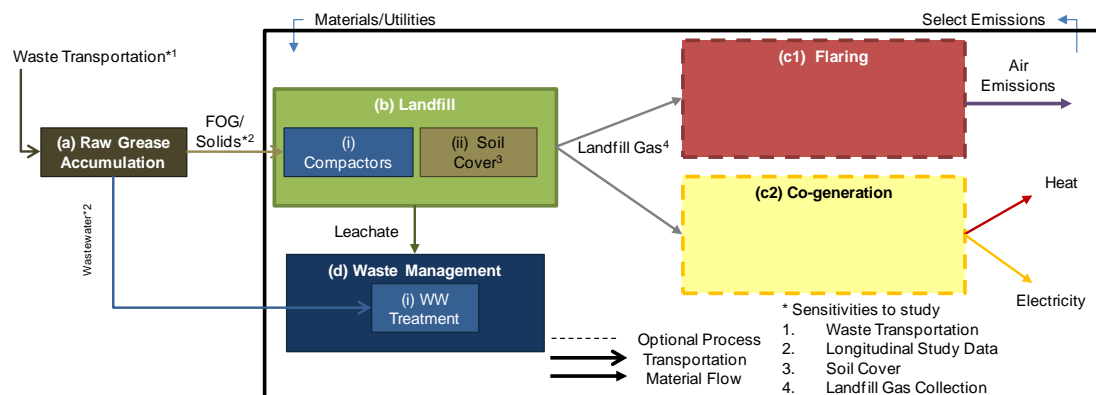 Materials/Utilities
Select Emissions
Waste Transportation*1
(a) Raw Grease
Accumulation
FOG/
Solids*2
Wastewater*2
(b) Landfill
(i)
Compactors
(ii) Soil
Cover3
Leachate
(d) Waste Management
(i) WW
Treatment
Landfill Gas4
(c1) Flaring
Air
Emissions
(c2) Co-generation
Heat
Electricity
Optional Process
Transportation
Material Flow
* Sensitivities to study
1. Waste Transportation
2. Longitudinal Study Data
3. Soil Cover
4. Landfill Gas Collection